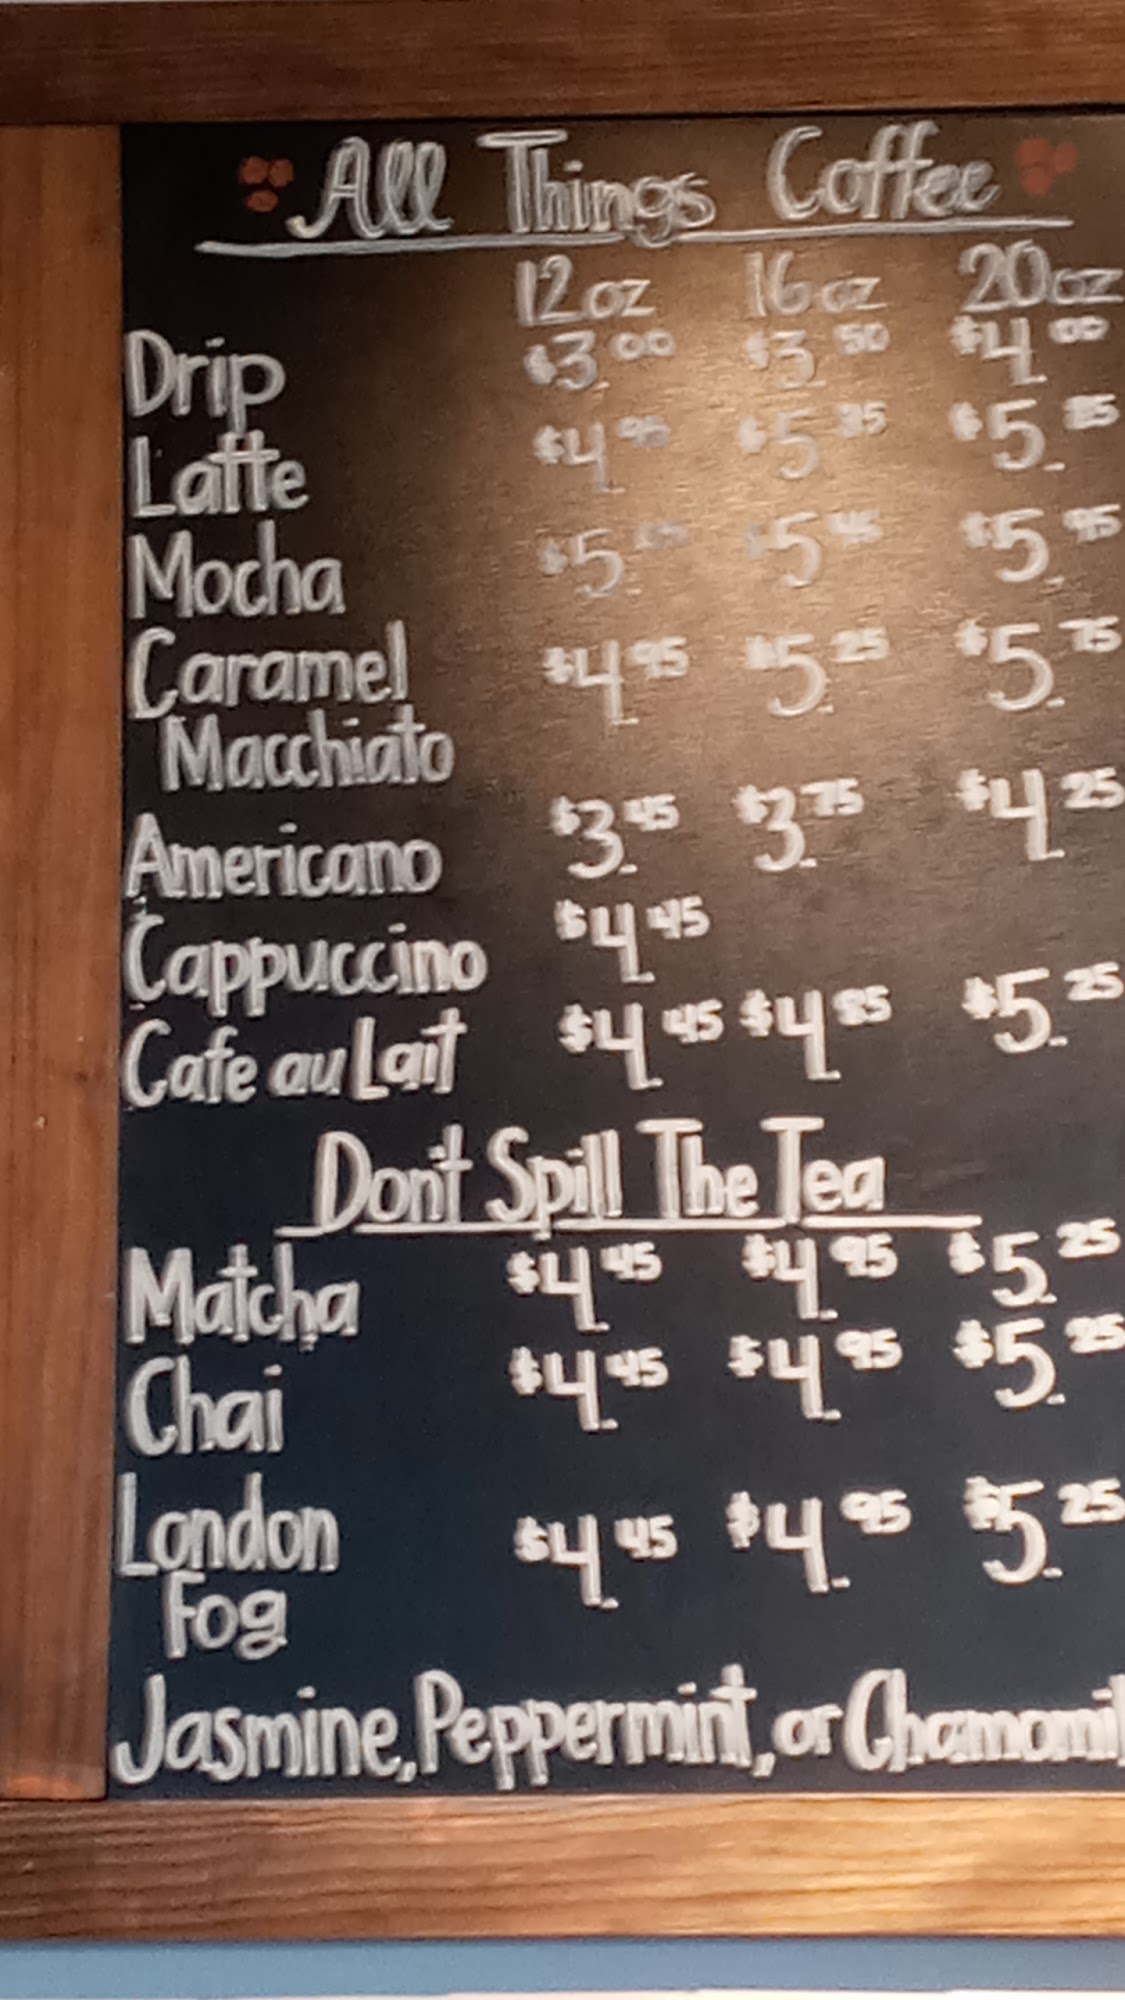 All Things Coffee
12oz 16oz 20oz
Drip $3.00 $3.50 $4.00
Latte $4. $5.35 $5.85
Mocha $5. $5.45 $5.95
Caramel $4.95 $5.25 $5.75
Macchiato
Americano $3.45 $3.75 $4.25
Cappuccino $4.45
Cafe au Lait $4.45 $4.85 $5.25
Don't Spill The Tea
Matcha $4.45 $4.95 $5.25
Chai $4.45 $4.95 $5.25
London $4.45 $4.95 $5.25
Fog
Jasmine, Peppermint, or Chamomil